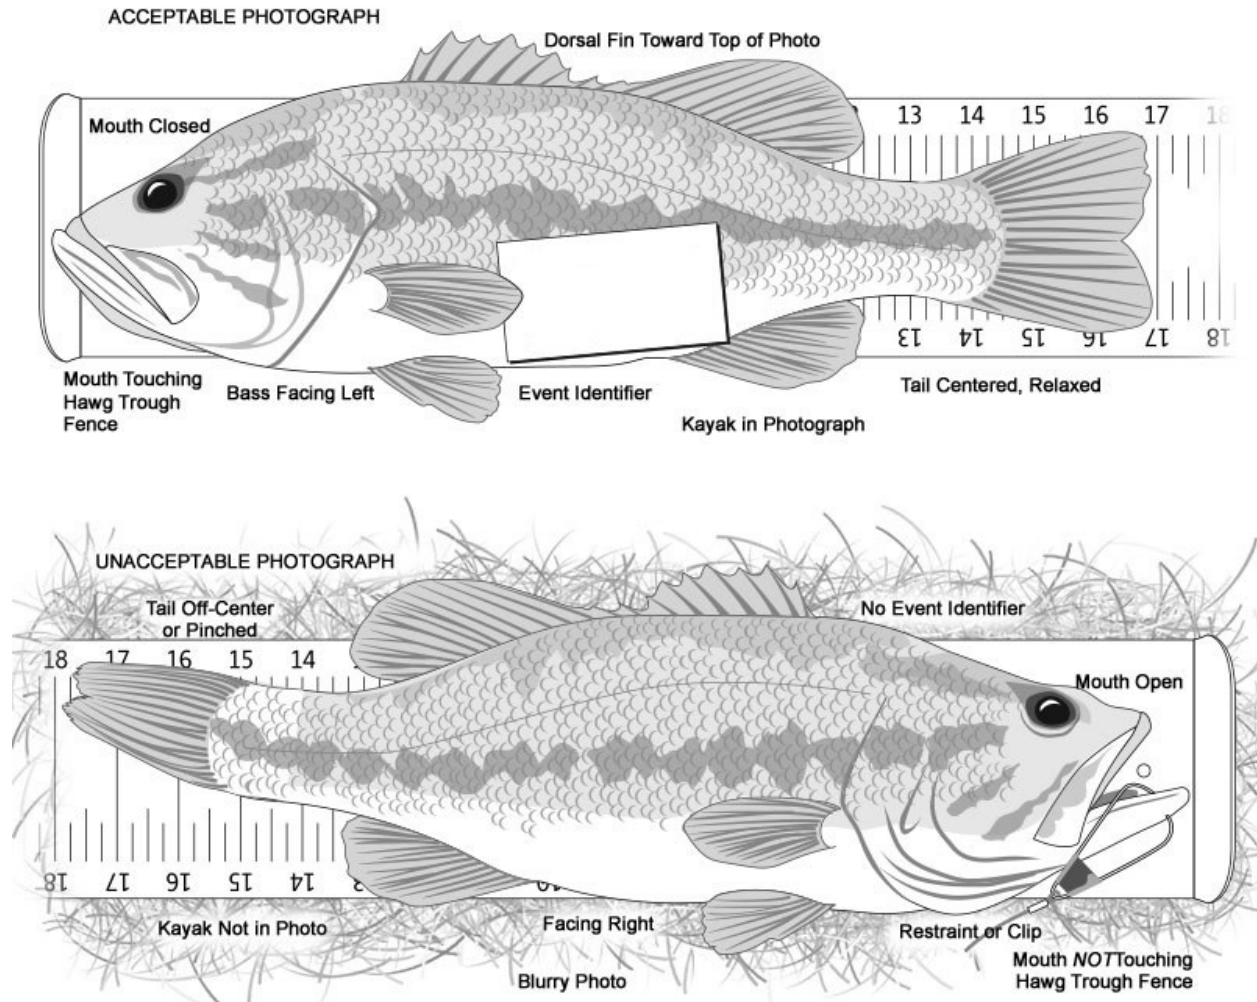 ACCEPTABLE PHOTOGRAPH
Dorsal Fin Toward Top of Photo
Mouth Closed
13 14 15 16 17 18
13 14 15 16 17 18
Mouth Touching
Hawg Trough
Fence
Bass Facing Left
Event Identifier
Tail Centered, Relaxed
Kayak in Photograph
UNACCEPTABLE PHOTOGRAPH
Tail Off-Center
or Pinched
No Event Identifier
18 17 16 15 14
Mouth Open
18 17 16 15 14
Kayak Not in Photo
Facing Right
Restraint or Clip
Mouth NOT Touching
Hawg Trough Fence
Blurry Photo